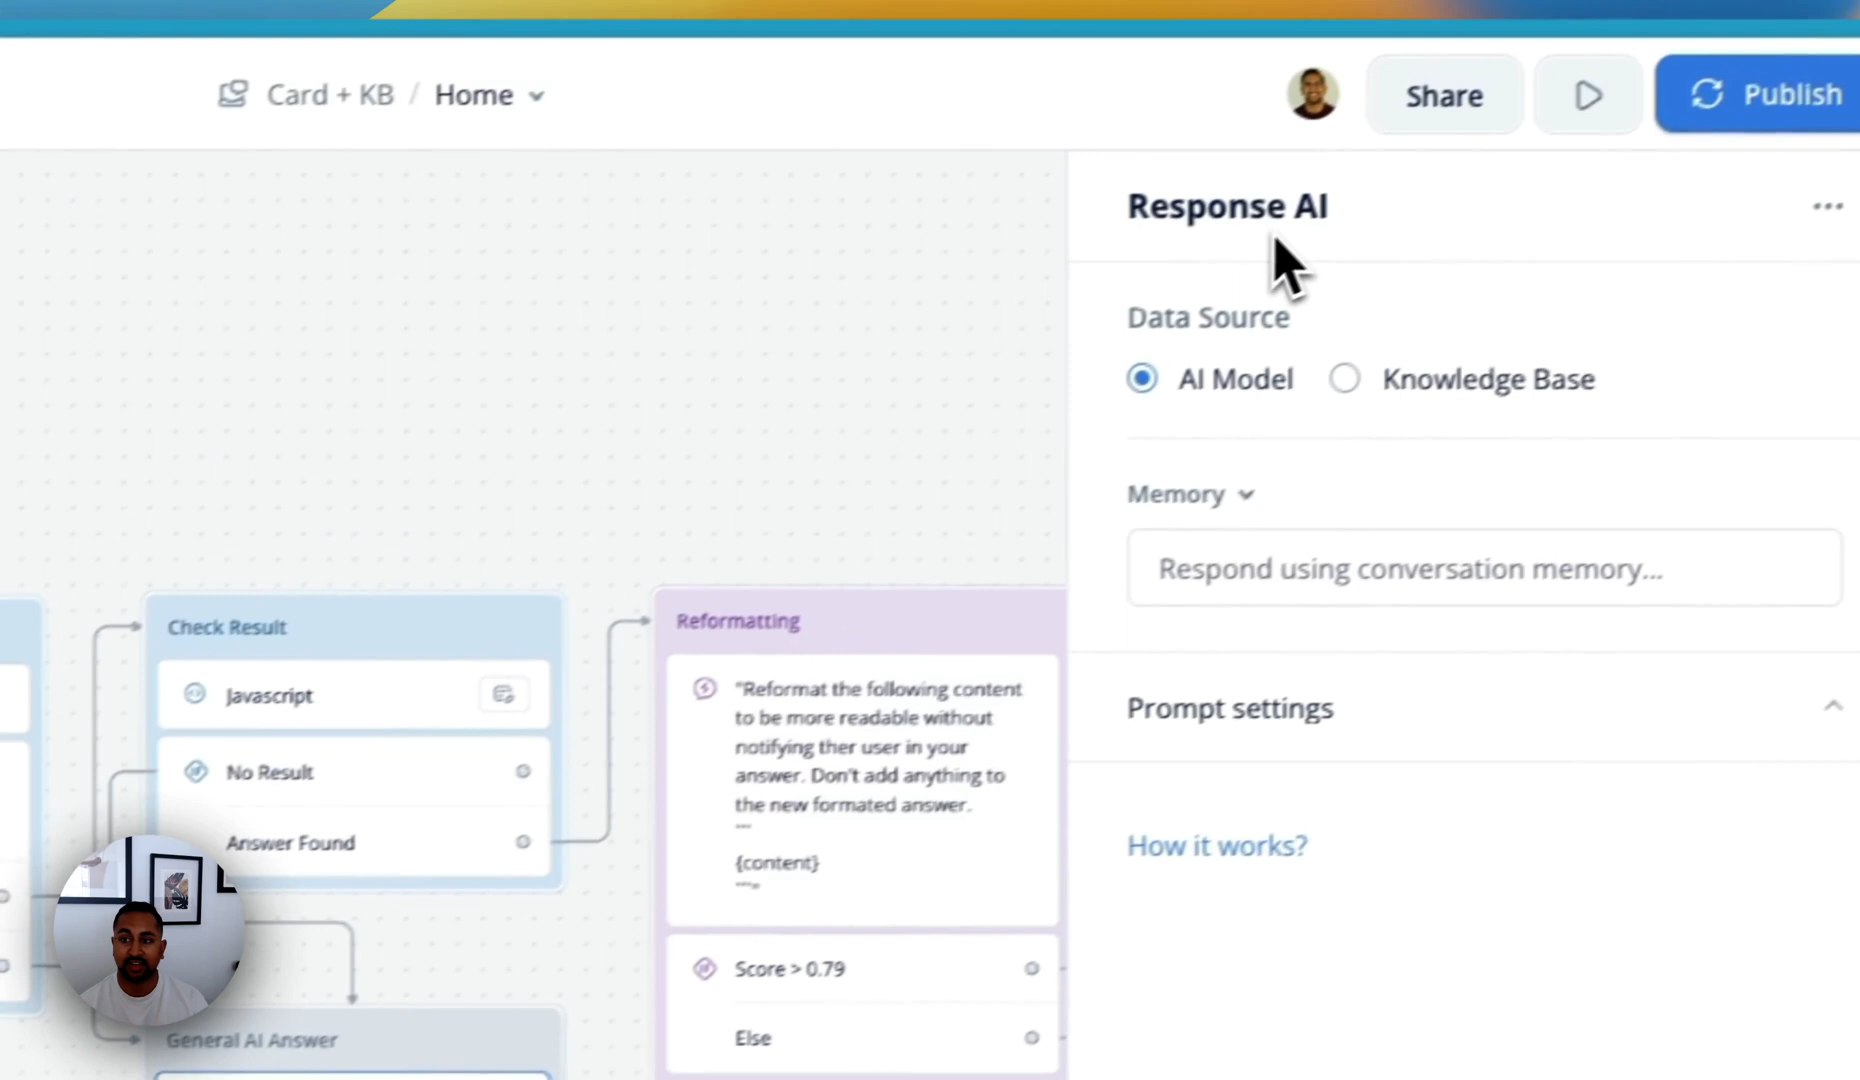 Card + KB / Home
Share
Publish
Response AI
Data Source
AI Model
Knowledge Base
Memory
Respond using conversation memory...
Prompt settings
How it works?
Check Result
Javascript
No Result
Answer Found
General AI Answer
Reformatting
"Reformat the following content
to be more readable without
notifying ther user in your
answer. Don't add anything to
the new formated answer.
"""
{content}
""""
Score > 0.79
Else